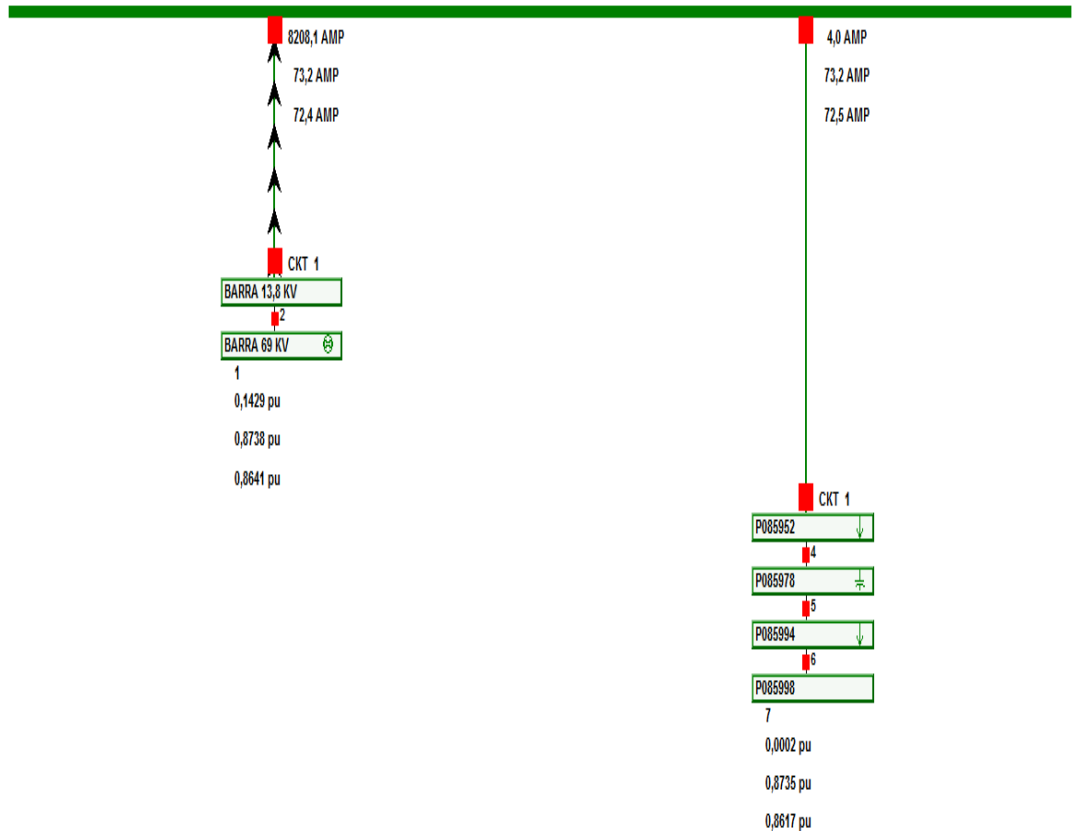 8208,1 AMP
73,2 AMP
72,4 AMP
CKT 1
BARRA 13,8 KV
2
BARRA 69 KV
1
0,1429 pu
0,8738 pu
0,8641 pu
4,0 AMP
73,2 AMP
72,5 AMP
CKT 1
P085952
4
P085978
5
P085994
6
P085998
7
0,0002 pu
0,8735 pu
0,8617 pu